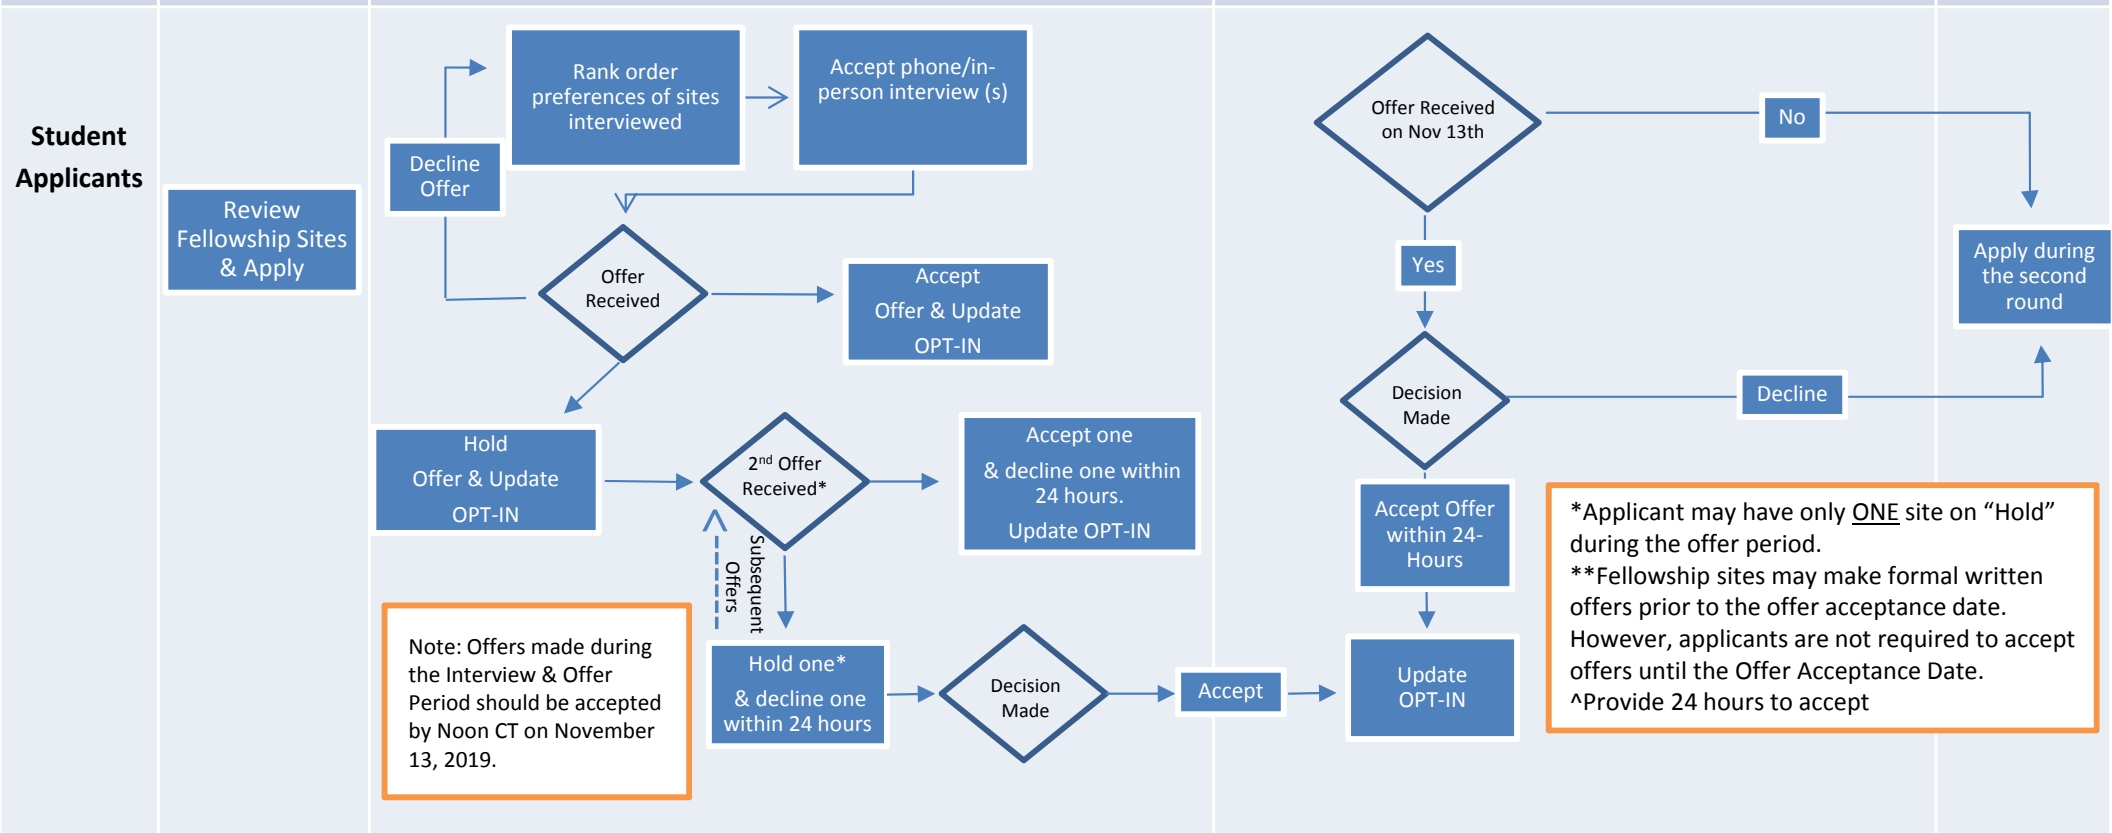 Student
Applicants
Review
Fellowship Sites
& Apply
Decline
Offer
Rank order
preferences of sites
interviewed
Accept phone/in-
person interview (s)
Offer
Received
Accept
Offer & Update
OPT-IN
Hold
Offer & Update
OPT-IN
2nd Offer
Received*
Accept one
& decline one within
24 hours.
Update OPT-IN
Subsequent
Offers
Note: Offers made during
the Interview & Offer
Period should be accepted
by Noon CT on November
13, 2019.
Hold one*
& decline one
within 24 hours
Decision
Made
Accept
Offer Received
on Nov 13th
No
Yes
Apply during
the second
round
Decision
Made
Decline
Accept Offer
within 24-
Hours
Update
OPT-IN
*Applicant may have only ONE site on “Hold”
during the offer period.
**Fellowship sites may make formal written
offers prior to the offer acceptance date.
However, applicants are not required to accept
offers until the Offer Acceptance Date.
^Provide 24 hours to accept